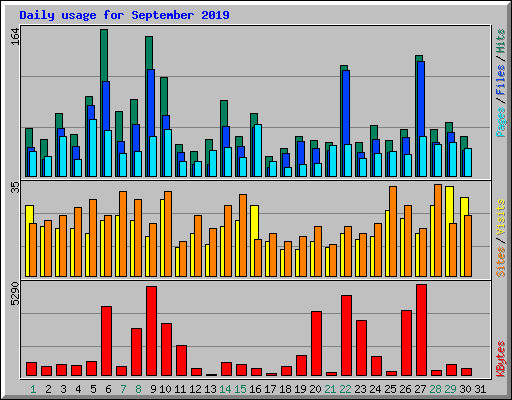 Daily usage for September 2019
164
Pages / Files / Hits
35
Sites / Visits
5290
KBytes
1 2 3 4 5 6 7 8 9 10 11 12 13 14 15 16 17 18 19 20 21 22 23 24 25 26 27 28 29 30 31